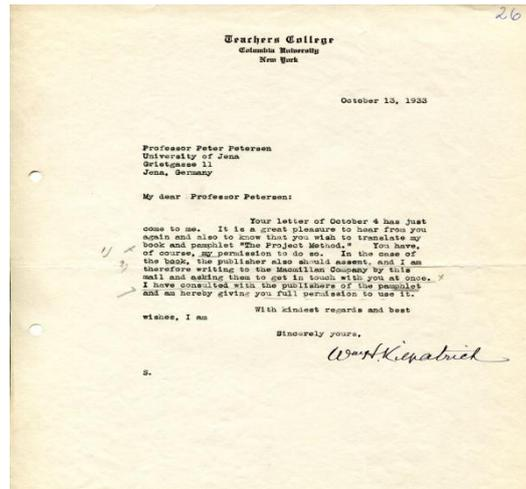 26
Teachers College
Columbia University
New York
October 13, 1933
Professor Peter Petersen
University of Jena
Grietgasse 11
Jena, Germany
My dear Professor Petersen:
Your letter of October 4 has just
come to me. It is a great pleasure to hear from you
again and also to know that you wish to translate my
book and pamphlet "The Project Method." You have,
of course, my permission to do so. In the case of
the book, the publisher also should assent, and I am
therefore writing to the Macmillan Company by this
mail and asking them to get in touch with you at once.
I have consulted with the publishers of the pamphlet
and am hereby giving you full permission to use it.
With kindest regards and best
wishes, I am
Sincerely yours,
Wm H. Kilpatrick
S.